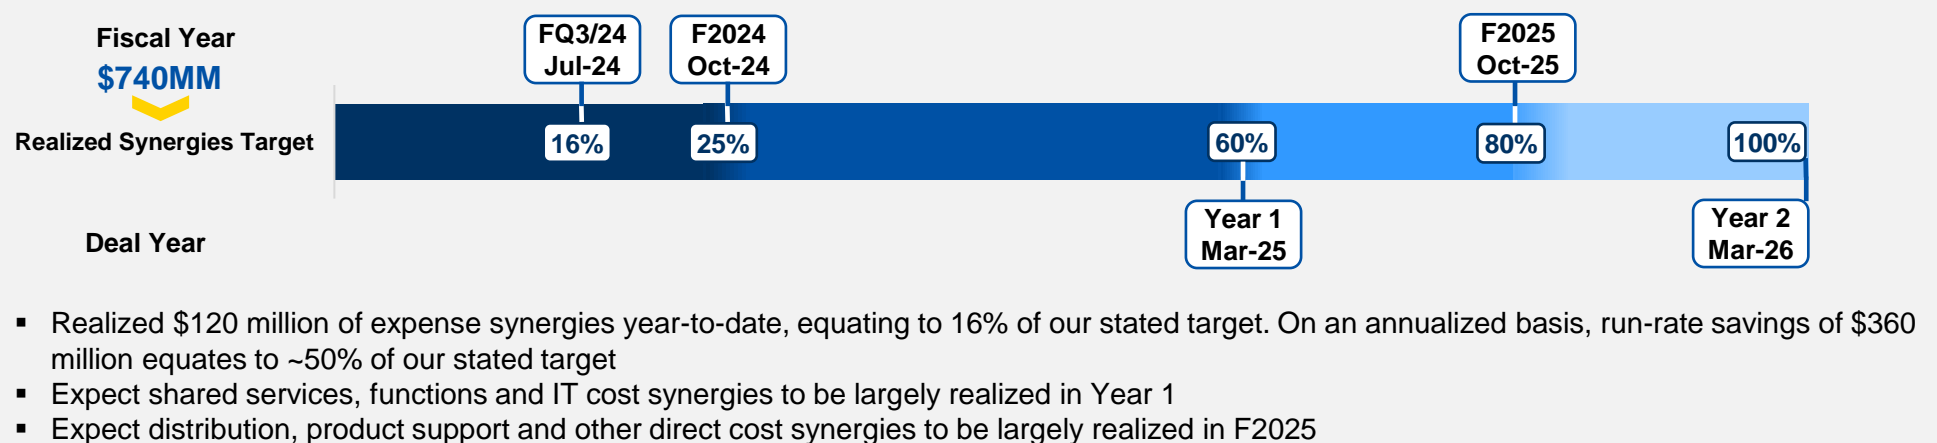 Fiscal Year
$740MM
Realized Synergies Target
FQ3/24
Jul-24
F2024
Oct-24
F2025
Oct-25
16%
25%
60%
80%
100%
Deal Year
Year 1
Mar-25
Year 2
Mar-26
▪ Realized $120 million of expense synergies year-to-date, equating to 16% of our stated target. On an annualized basis, run-rate savings of $360
million equates to ~50% of our stated target
▪ Expect shared services, functions and IT cost synergies to be largely realized in Year 1
▪ Expect distribution, product support and other direct cost synergies to be largely realized in F2025